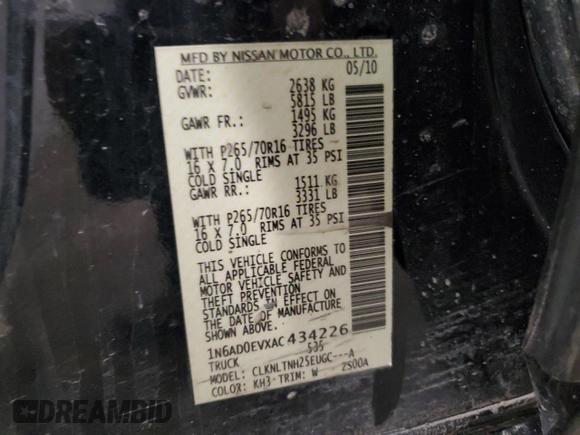 MFD BY NISSAN MOTOR CO., LTD.
DATE: 05/10
GVWR: 2638 KG
5815 LB
GAWR FR.: 1495 KG
3296 LB
WITH P265/70R16 TIRES
16 X 7.0 RIMS AT 35 PSI
COLD SINGLE
GAWR RR.: 1511 KG
3331 LB
WITH P265/70R16 TIRES
16 X 7.0 RIMS AT 35 PSI
COLD SINGLE
THIS VEHICLE CONFORMS TO
ALL APPLICABLE FEDERAL
MOTOR VEHICLE SAFETY AND
THEFT PREVENTION
STANDARDS IN EFFECT ON
THE DATE OF MANUFACTURE
SHOWN ABOVE.
1N6AD0EVXAC434226
TRUCK 535
MODEL: CLKNLTNH25EUGC---A
COLOR: KH3 TRIM: W 2S00A
DREAMBID